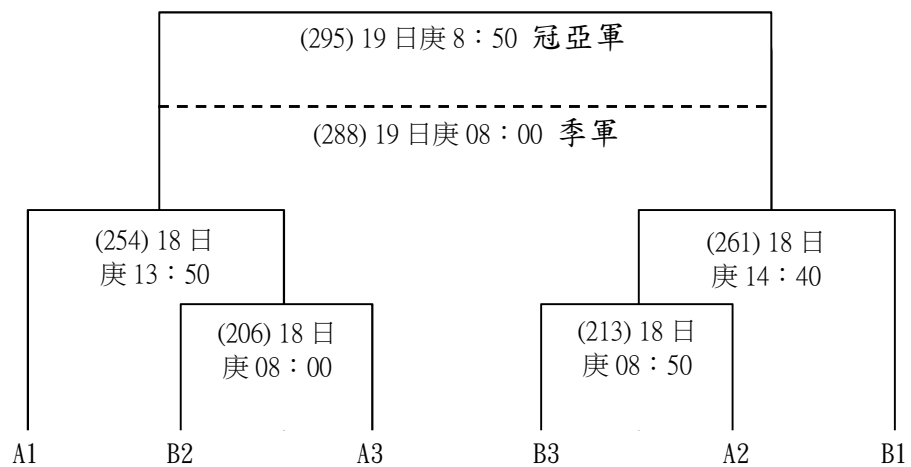 (295) 19 日庚 8：50 冠亞軍
(288) 19 日庚 08：00 季軍
(254) 18 日
庚 13：50
(261) 18 日
庚 14：40
(206) 18 日
庚 08：00
(213) 18 日
庚 08：50
A1 B2 A3 B3 A2 B1